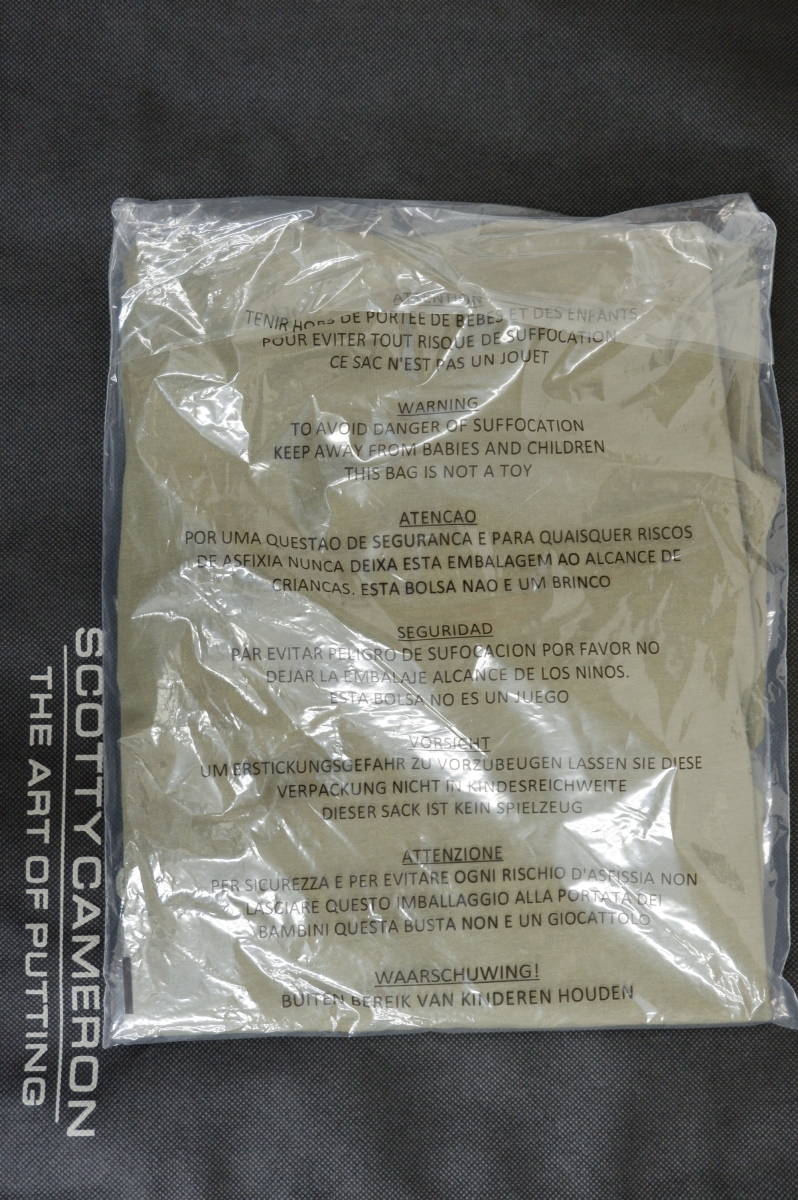 ATTENTION
TENIR HORS DE PORTEE DE BEBES ET DES ENFANTS
POUR EVITER TOUT RISQUE DE SUFFOCATION
CE SAC N'EST PAS UN JOUET
WARNING
TO AVOID DANGER OF SUFFOCATION
KEEP AWAY FROM BABIES AND CHILDREN
THIS BAG IS NOT A TOY
ATENCAO
POR UMA QUESTAO DE SEGURANCA E PARA QUAISQUER RISCOS
DE ASFIXIA NUNCA DEIXA ESTA EMBALAGEM AO ALCANCE DE
CRIANCAS. ESTA BOLSA NAO E UM BRINCO
SEGURIDAD
PAR EVITAR PELIGRO DE SUFOCACION POR FAVOR NO
DEJAR LA EMBALAJE ALCANCE DE LOS NINOS.
ESTA BOLSA NO ES UN JUEGO
VORSICHT
UM ERSTICKUNGSGEFAHR ZU VORZUBEUGEN LASSEN SIE DIESE
VERPACKUNG NICHT IN KINDESREICHWEITE
DIESER SACK IST KEIN SPIELZEUG
ATTENZIONE
PER SICUREZZA E PER EVITARE OGNI RISCHIO D'ASFISSIA NON
LASCIARE QUESTO IMBALLAGGIO ALLA PORTATA DEI
BAMBINI QUESTA BUSTA NON E UN GIOCATTOLO
WAARSCHUWING!
BUITEN BEREIK VAN KINDEREN HOUDEN
SCOTTY CAMERON
THE ART OF PUTTING